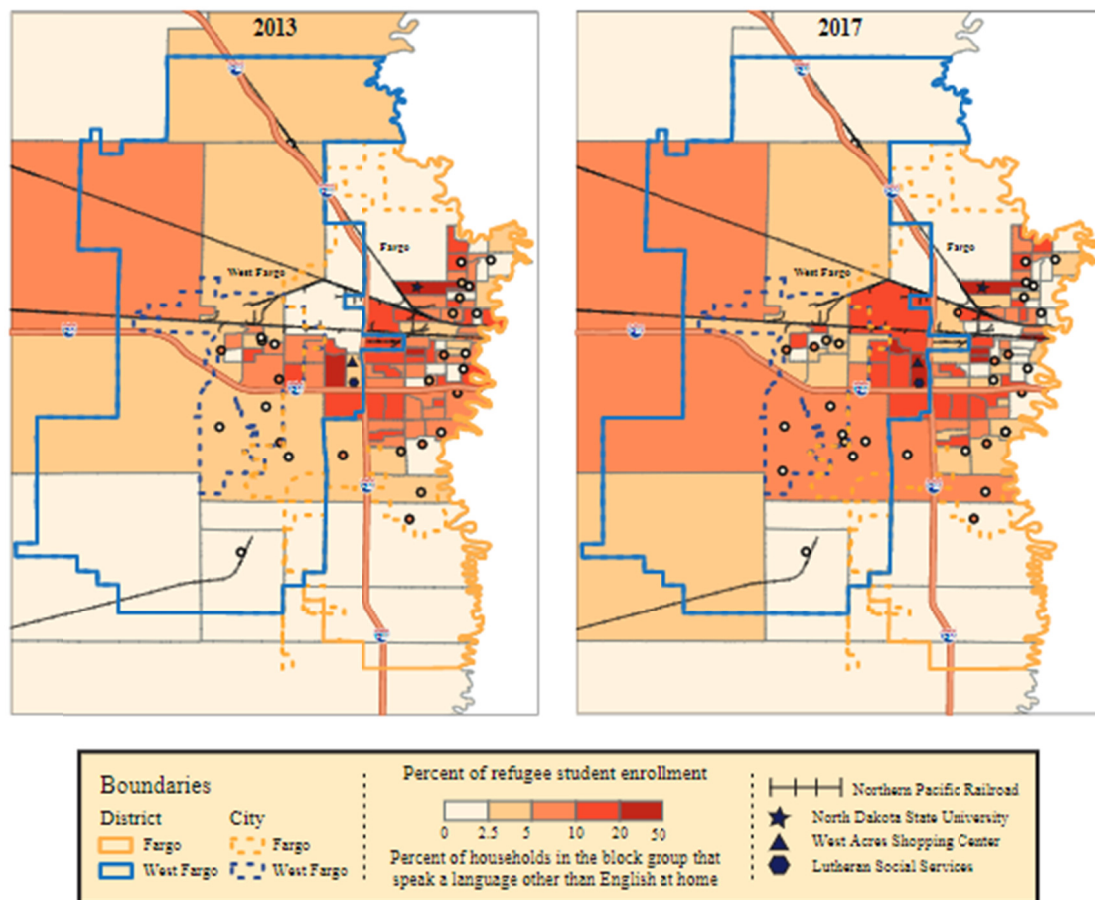 2013
2017
Fargo
West Fargo
Fargo
West Fargo
Boundaries
District
City
Fargo
Fargo
West Fargo
West Fargo
Percent of refugee student enrollment
0 2.5 5 10 20 50
Percent of households in the block group that
speak a language other than English at home
Northern Pacific Railroad
North Dakota State University
West Acres Shopping Center
Lutheran Social Services